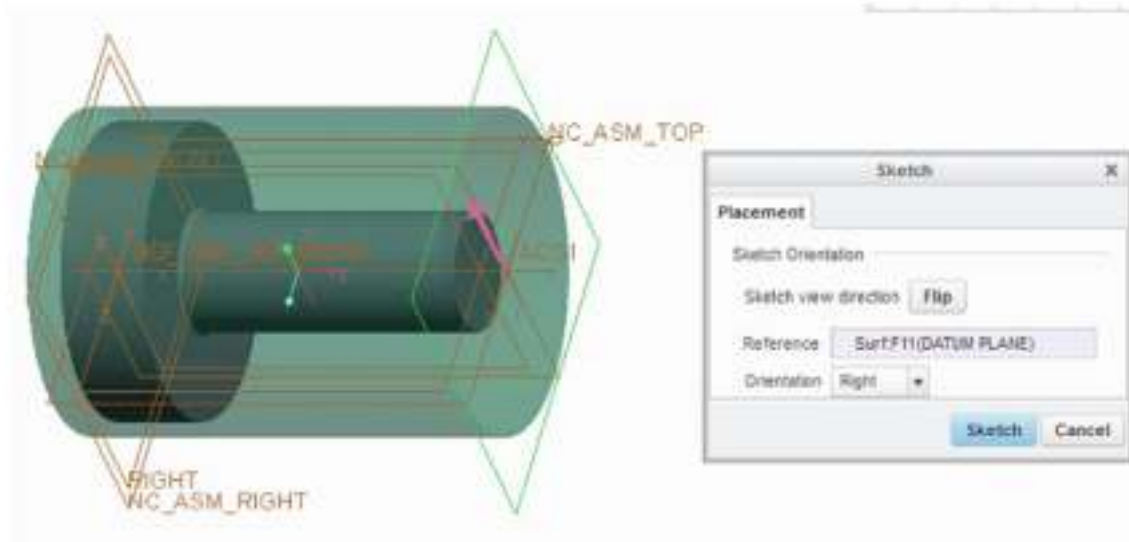 NC_ASM_TOP
RIGHT
NC_ASM_RIGHT
Sketch
X
Placement
Sketch Orientation
Sketch view direction Flip
Reference Surf:F11(DATUM PLANE)
Orientation Right
Sketch Cancel